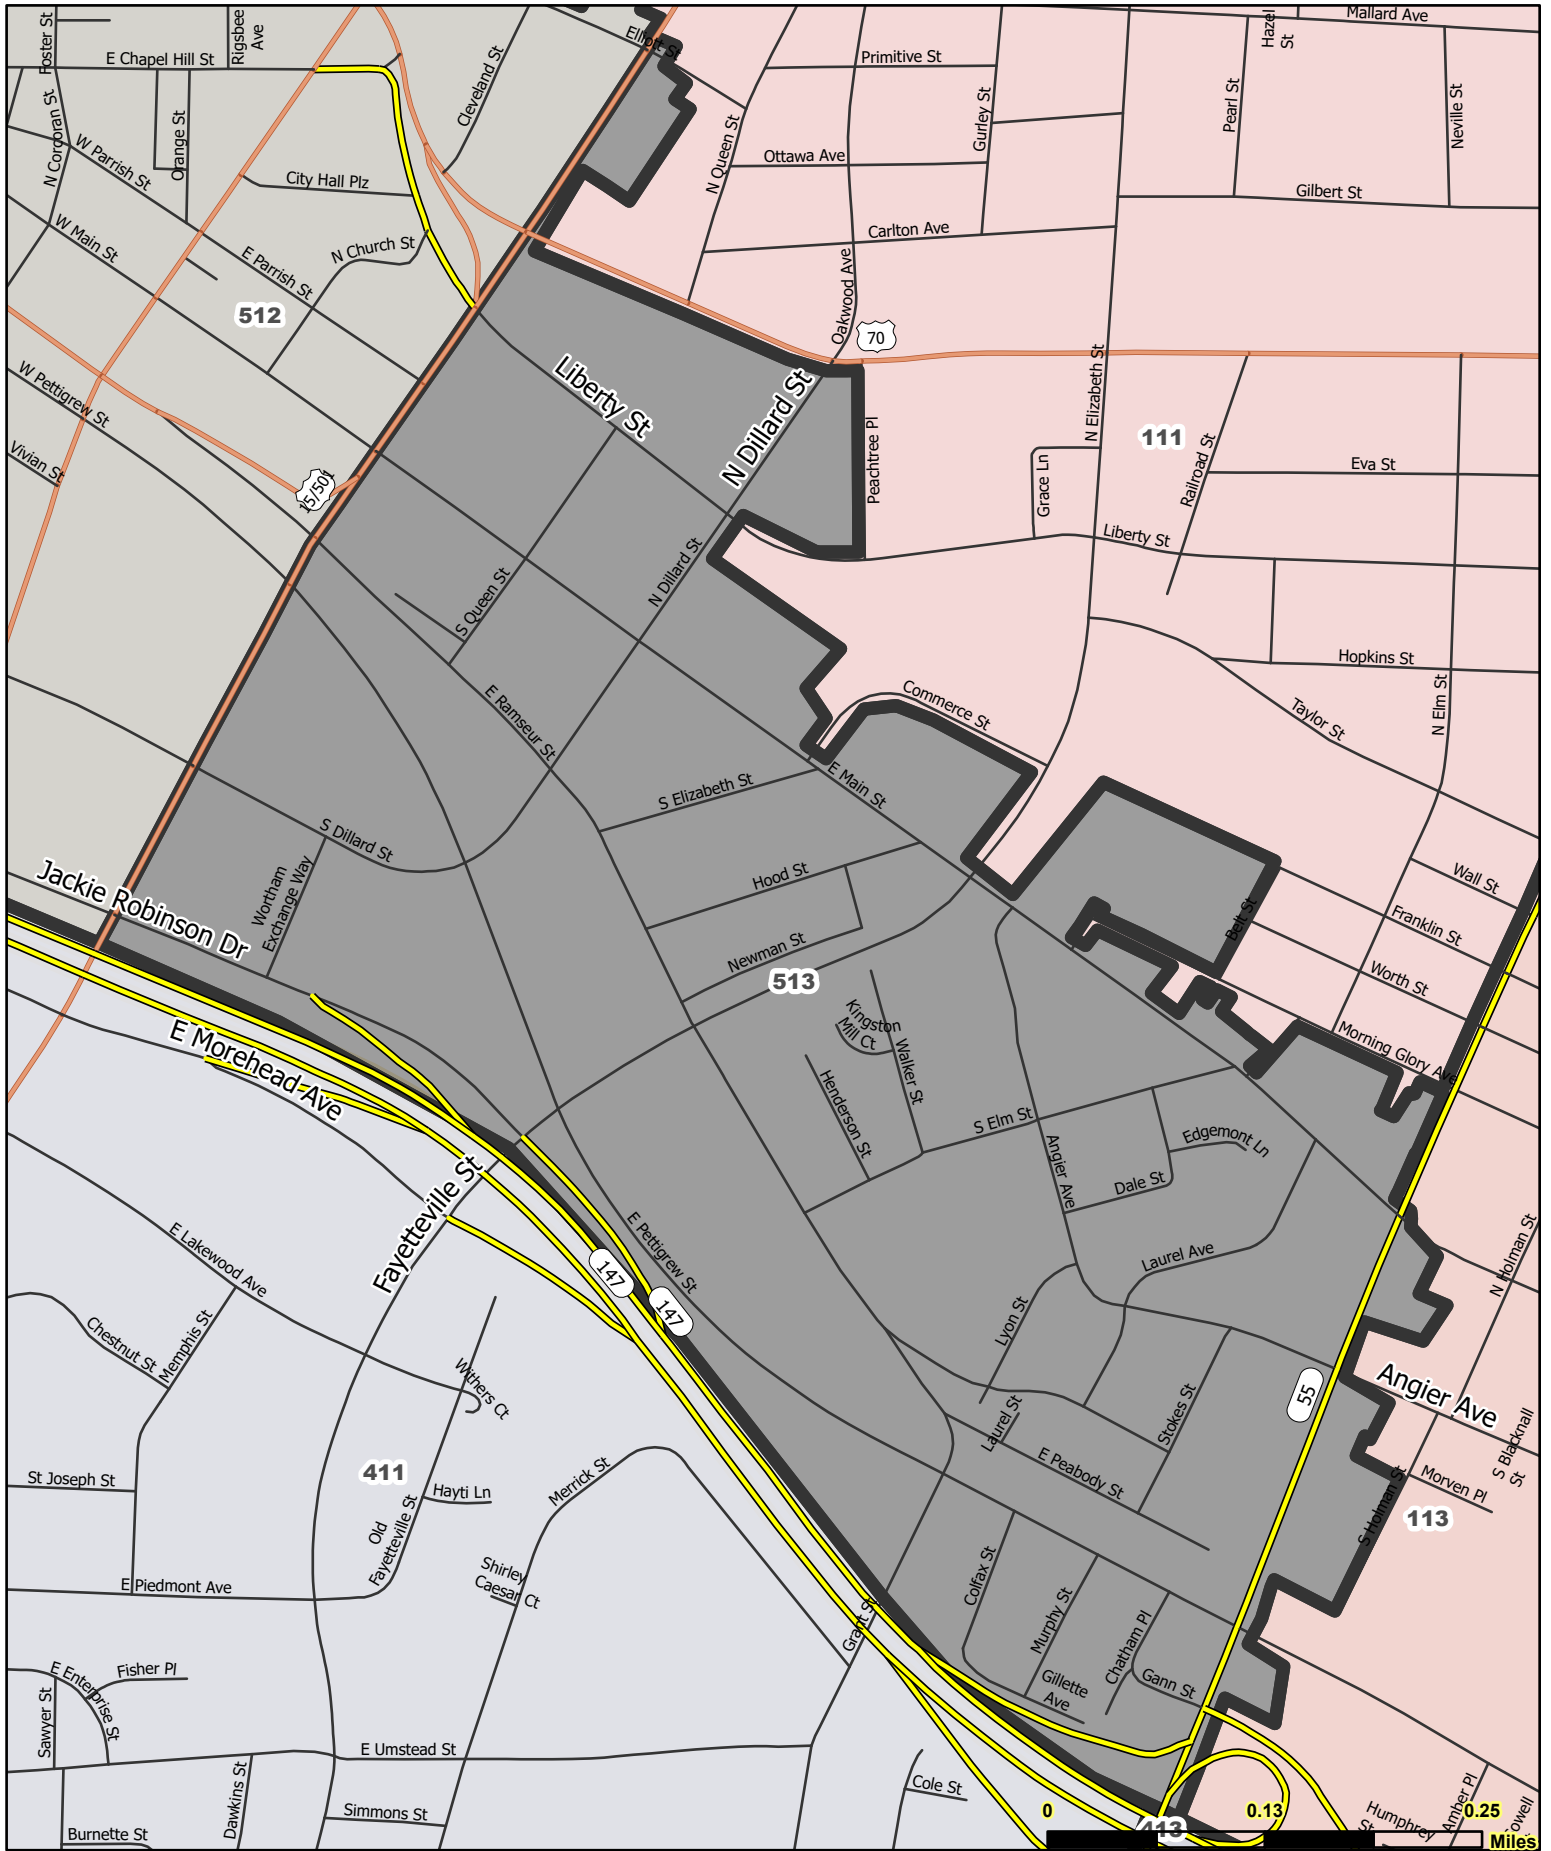 Foster St
Rigsbee
Ave
E Chapel Hill St
Cleveland St
Elliott St
Primitive St
Hazel
St
Mallard Ave
N Corcoran St
Orange St
W Parrish St
City Hall Plz
N Queen St
Ottawa Ave
Gurley St
Pearl St
Neville St
Gilbert St
W Main St
E Parrish St
N Church St
Carlton Ave
Oakwood Ave
512
70
W Pettigrew St
Vivian St
15/501
Liberty St
N Dillard St
Peachtree Pl
N Elizabeth St
111
Grace Ln
Railroad St
Eva St
Liberty St
S Queen St
N Dillard St
Hopkins St
E Ramseur St
Commerce St
Taylor St
N Elm St
S Elizabeth St
E Main St
S Dillard St
Wortham
Exchange Way
Jackie Robinson Dr
Hood St
Newman St
513
Belt St
Wall St
Franklin St
Worth St
Morning Glory Ave
E Morehead Ave
Kingston
Mill Ct
Walker St
Henderson St
S Elm St
Angier Ave
Edgemont Ln
Dale St
Laurel Ave
Fayetteville St
E Pettigrew St
147
147
E Lakewood Ave
Chestnut St
Memphis St
Withers Ct
Lyon St
Laurel St
Stokes St
55
N Holman St
Angier Ave
S Blacknall
St
Morven Pl
S Holman St
113
E Peabody St
411
St Joseph St
Hayti Ln
Merrick St
Old
Fayetteville St
Shirley
Caesar Ct
E Piedmont Ave
Grant St
Colfax St
Murphy St
Chatham Pl
Gillette
Ave
Gann St
E Enterprise St
Fisher Pl
Sawyer St
E Umstead St
Dawkins St
Simmons St
Burnette St
Cole St
413
Humphrey
St
Amber Pl
0
0.13
0.25
Miles